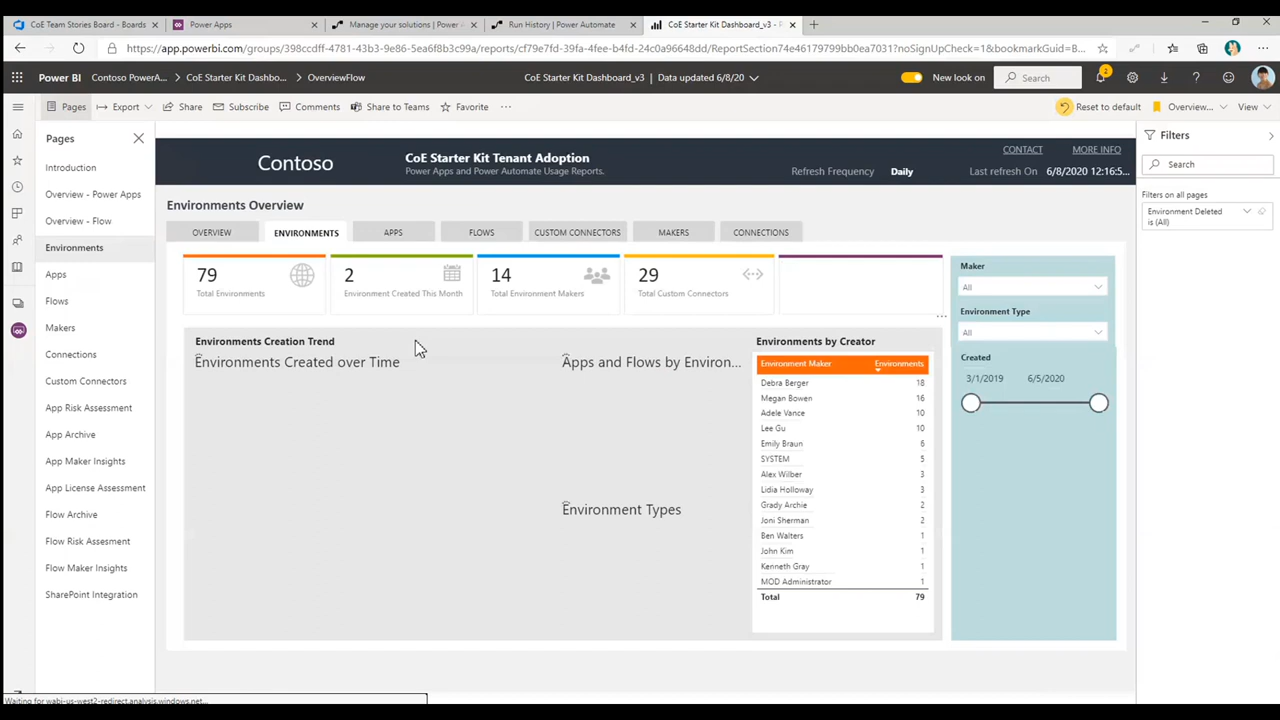 CoE Team Stories Board - Boards
Power Apps
Manage your solutions | Power A
Run History | Power Automate
CoE Starter Kit Dashboard_v3 - P
https://app.powerbi.com/groups/398ccdff-4781-43b3-9e86-5ea6f8b3c99a/reports/cf79e7fd-39fa-4fee-b4fd-24c0a96648dd/ReportSection74e46179799bb0ea7031?noSignUpCheck=1&bookmarkGuid=B...
Power BI
Contoso PowerA...
CoE Starter Kit Dashbo...
OverviewFlow
CoE Starter Kit Dashboard_v3 | Data updated 6/8/20
New look on
Search
2
Pages
Export
Share
Subscribe
Comments
Share to Teams
Favorite
Reset to default
Overview...
View
Pages
Introduction
Overview - Power Apps
Overview - Flow
Environments
Apps
Flows
Makers
Connections
Custom Connectors
App Risk Assessment
App Archive
App Maker Insights
App License Assessment
Flow Archive
Flow Risk Assesment
Flow Maker Insights
SharePoint Integration
Contoso
CoE Starter Kit Tenant Adoption
Power Apps and Power Automate Usage Reports.
CONTACT
MORE INFO
Refresh Frequency
Daily
Last refresh On
6/8/2020 12:16:5...
Environments Overview
OVERVIEW
ENVIRONMENTS
APPS
FLOWS
CUSTOM CONNECTORS
MAKERS
CONNECTIONS
79
Total Environments
2
Environment Created This Month
14
Total Environment Makers
29
Total Custom Connectors
Environments Creation Trend
Environments Created over Time
Apps and Flows by Environ...
Environment Types
Environments by Creator
Environment Maker Environments
Debra Berger 18
Megan Bowen 16
Adele Vance 10
Lee Gu 10
Emily Braun 6
SYSTEM 5
Alex Wilber 3
Lidia Holloway 3
Grady Archie 2
Joni Sherman 2
Ben Walters 1
John Kim 1
Kenneth Gray 1
MOD Administrator 1
Total 79
Maker
All
Environment Type
All
Created
3/1/2019
6/5/2020
Filters
Search
Filters on all pages
Environment Deleted
is (All)
Waiting for wabi-us-west2-redirect.analysis.windows.net...